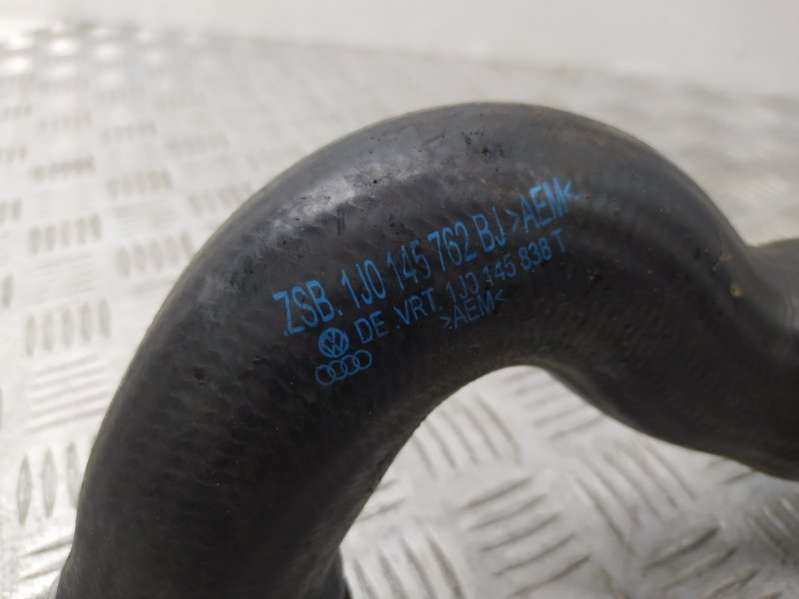 ZSB. 1J0 145 762 BJ >AEM<
DE .VRT. 1J0 145 838 T
>AEM<